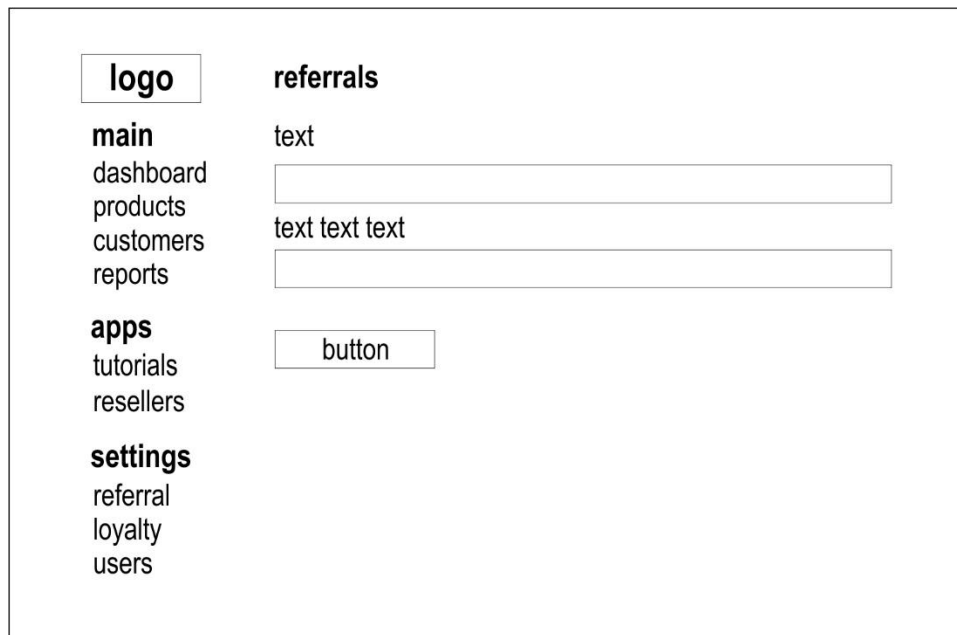 logo
main
dashboard
products
customers
reports
apps
tutorials
resellers
settings
referral
loyalty
users
referrals
text
text text text
button